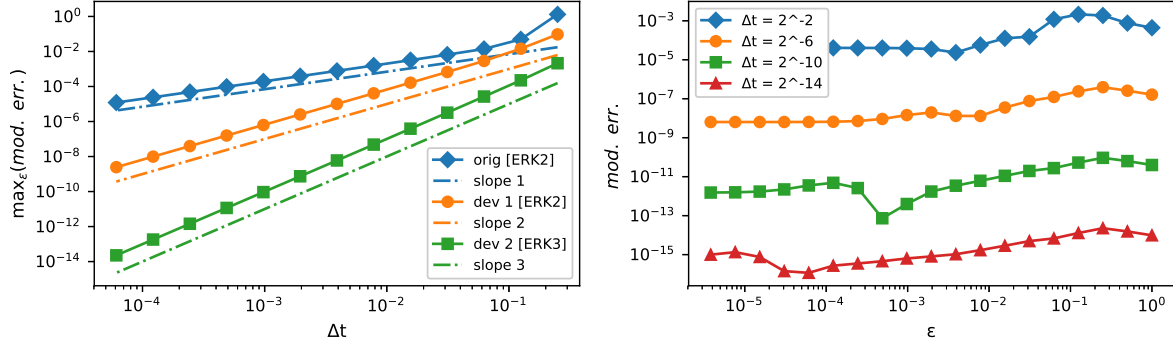 max_ε(mod. err.)
10^0
10^-2
10^-4
10^-6
10^-8
10^-10
10^-12
10^-14
orig [ERK2]
slope 1
dev 1 [ERK2]
slope 2
dev 2 [ERK3]
slope 3
10^-4
10^-3
10^-2
10^-1
Δt
mod. err.
10^-3
10^-5
10^-7
10^-9
10^-11
10^-13
10^-15
Δt = 2^-2
Δt = 2^-6
Δt = 2^-10
Δt = 2^-14
10^-5
10^-4
10^-3
10^-2
10^-1
10^0
ε